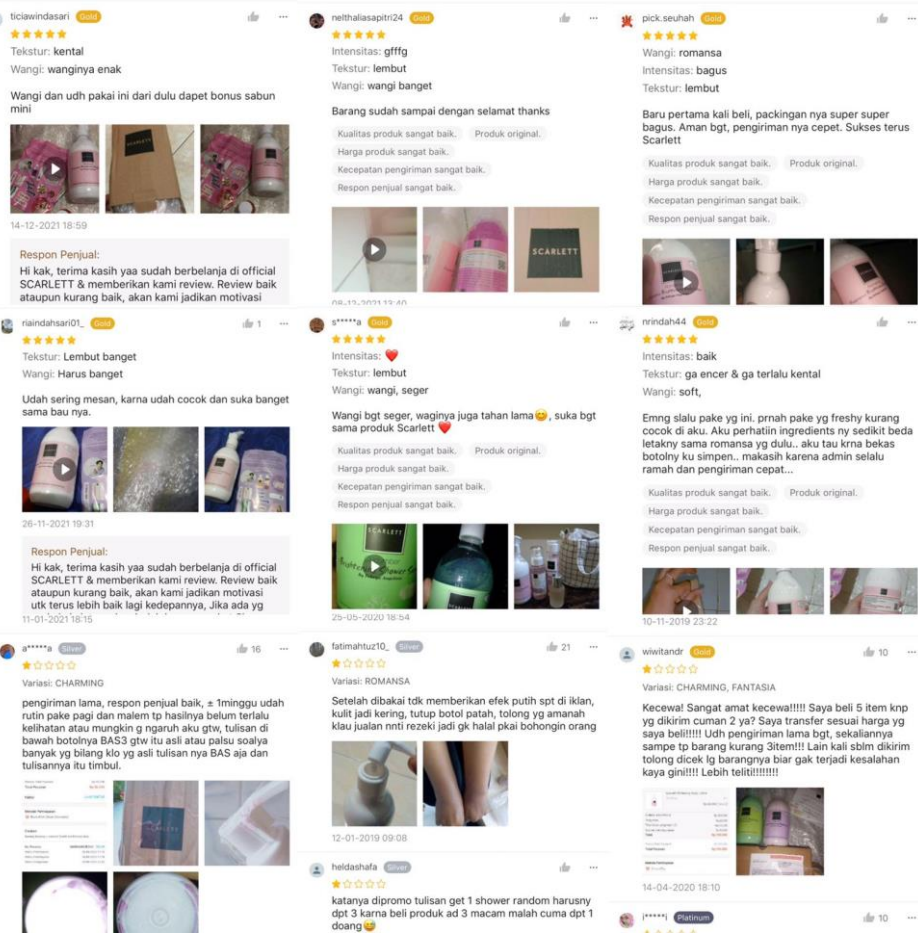 ticiawindasari Gold
Tekstur: kental
Wangi: wanginya enak
Wangi dan udh pakai ini dari dulu dapet bonus sabun
mini
14-12-2021 18:59
Respon Penjual:
Hi kak, terima kasih yaa sudah berbelanja di official
SCARLETT & memberikan kami review. Review baik
ataupun kurang baik, akan kami jadikan motivasi
nelthaliasapitri24 Gold
Intensitas: gfffg
Tekstur: lembut
Wangi: wangi banget
Barang sudah sampai dengan selamat thanks
Kualitas produk sangat baik. Produk original.
Harga produk sangat baik.
Kecepatan pengiriman sangat baik.
Respon penjual sangat baik.
SCARLETT
08-12-2021 13:40
pick.seuhah Gold
Wangi: romansa
Intensitas: bagus
Tekstur: lembut
Baru pertama kali beli, packingan nya super super
bagus. Aman bgt, pengiriman nya cepet. Sukses terus
Scarlett
Kualitas produk sangat baik. Produk original.
Harga produk sangat baik.
Kecepatan pengiriman sangat baik.
Respon penjual sangat baik.
riaindahsari01_ Gold 1
Tekstur: Lembut banget
Wangi: Harus banget
Udah sering mesan, karna udah cocok dan suka banget
sama bau nya.
26-11-2021 19:31
Respon Penjual:
Hi kak, terima kasih yaa sudah berbelanja di official
SCARLETT & memberikan kami review. Review baik
ataupun kurang baik, akan kami jadikan motivasi
utk terus lebih baik lagi kedepannya, Jika ada yg
11-01-2021 18:15
s*****a Gold
Intensitas: ❤️
Tekstur: lembut
Wangi: wangi, seger
Wangi bgt seger, waginya juga tahan lama😄, suka bgt
sama produk Scarlett ❤️
Kualitas produk sangat baik. Produk original.
Harga produk sangat baik.
Kecepatan pengiriman sangat baik.
Respon penjual sangat baik.
SCARLETT
25-05-2020 18:54
nrindah44 Gold
Intensitas: baik
Tekstur: ga encer & ga terlalu kental
Wangi: soft,
Emng slalu pake yg ini. prnah pake yg freshy kurang
cocok di aku. Aku perhatiin ingredients ny sedikit beda
letakny sama romansa yg dulu.. aku tau krna bekas
botolny ku simpen.. makasih karena admin selalu
ramah dan pengiriman cepat...
Kualitas produk sangat baik. Produk original.
Harga produk sangat baik.
Kecepatan pengiriman sangat baik.
Respon penjual sangat baik.
10-11-2019 23:22
a*****a Silver 16
Variasi: CHARMING
pengiriman lama, respon penjual baik, ± 1minggu udah
rutin pake pagi dan malem tp hasilnya belum terlalu
kelihatan atau mungkin g ngaruh aku gtw, tulisan di
bawah botolnya BAS3 gtw itu asli atau palsu soalya
banyak yg bilang klo yg asli tulisan nya BAS aja dan
tulisannya itu timbul.
fatimahtuz10_ Silver 21
Variasi: ROMANSA
Setelah dibakai tdk memberikan efek putih spt di iklan,
kulit jadi kering, tutup botol patah, tolong yg amanah
klau jualan nnti rezeki jadi gk halal pkai bohongin orang
12-01-2019 09:08
heldashafa Silver
katanya dipromo tulisan get 1 shower random harusny
dpt 3 karna beli produk ad 3 macam malah cuma dpt 1
doang😅
wiwitandr Gold 10
Variasi: CHARMING, FANTASIA
Kecewa! Sangat amat kecewa!!!!! Saya beli 5 item knp
yg dikirim cuman 2 ya? Saya transfer sesuai harga yg
saya beli!!!!! Udh pengiriman lama bgt, sekaliannya
sampe tp barang kurang 3item!!! Lain kali sblm dikirim
tolong dicek lg barangnya biar gak terjadi kesalahan
kaya gini!!!! Lebih teliti!!!!!!!!
14-04-2020 18:10
i*****i Platinum 10